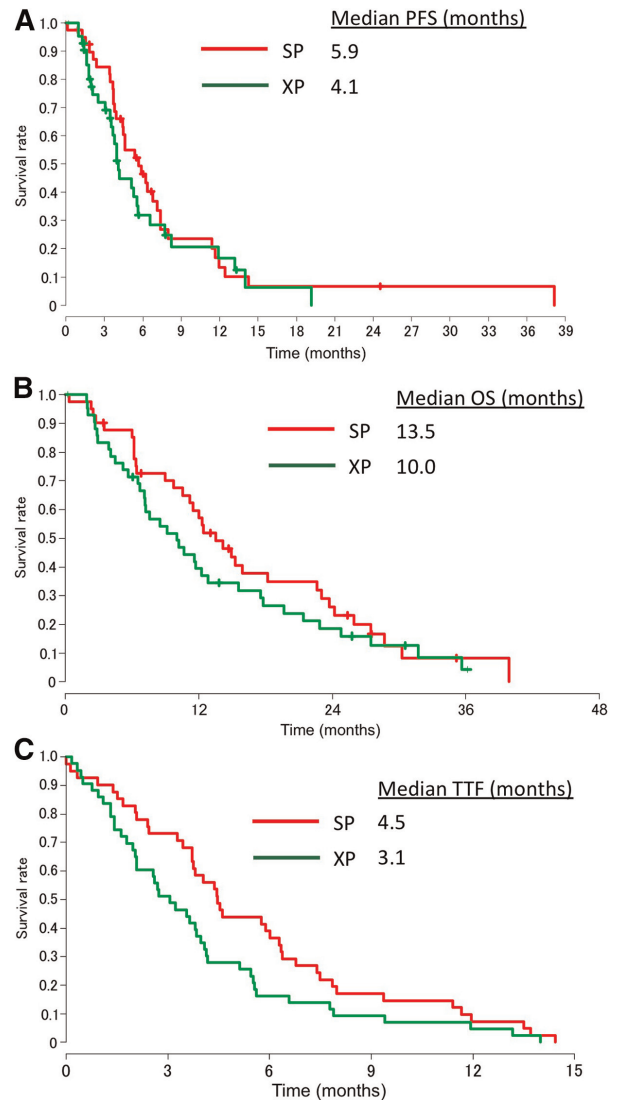 A
Median PFS (months)
SP 5.9
XP 4.1
Survival rate
1.0
0.9
0.8
0.7
0.6
0.5
0.4
0.3
0.2
0.1
0
0 3 6 9 12 15 18 21 24 27 30 33 36 39
Time (months)
B
Median OS (months)
SP 13.5
XP 10.0
Survival rate
1.0
0.9
0.8
0.7
0.6
0.5
0.4
0.3
0.2
0.1
0
0 12 24 36 48
Time (months)
C
Median TTF (months)
SP 4.5
XP 3.1
Survival rate
1.0
0.9
0.8
0.7
0.6
0.5
0.4
0.3
0.2
0.1
0
0 3 6 9 12 15
Time (months)